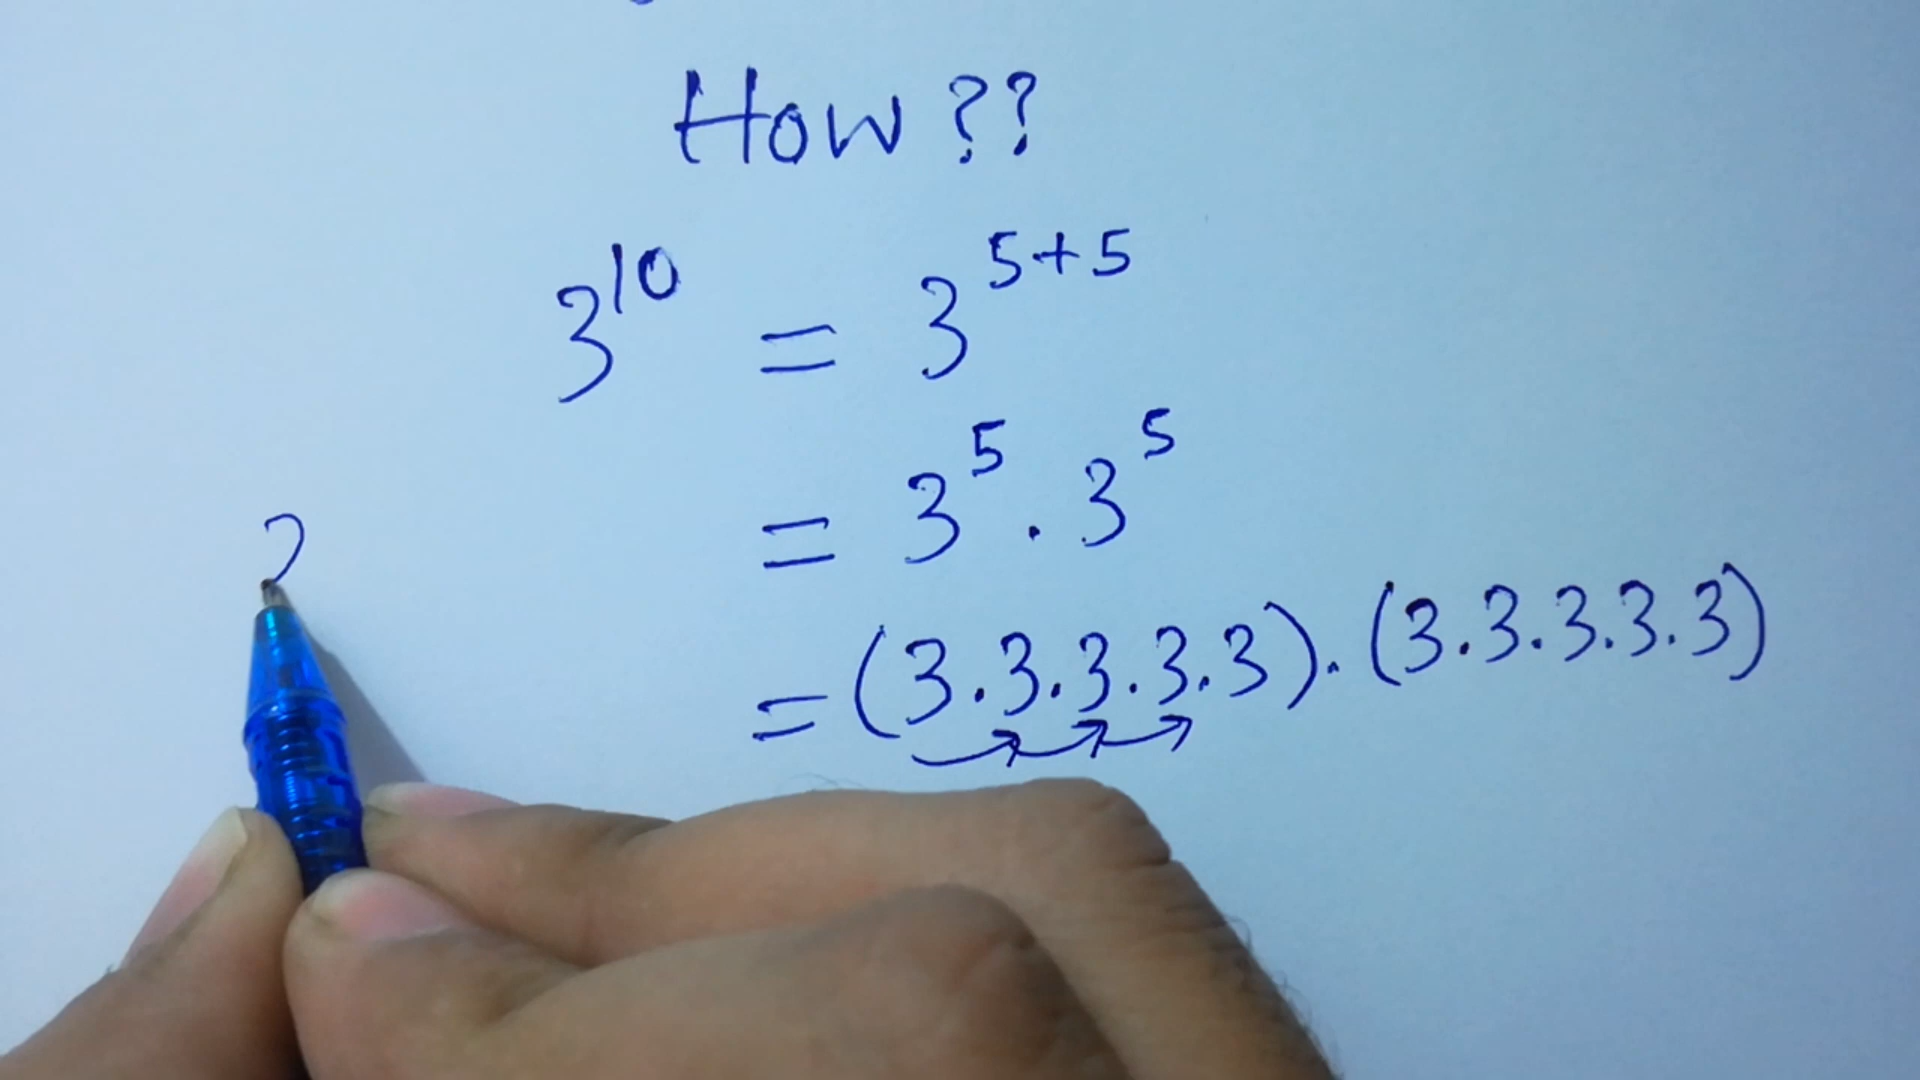 How ??
3^10 = 3^5+5
= 3^5 . 3^5
= (3.3.3.3.3).(3.3.3.3.3)